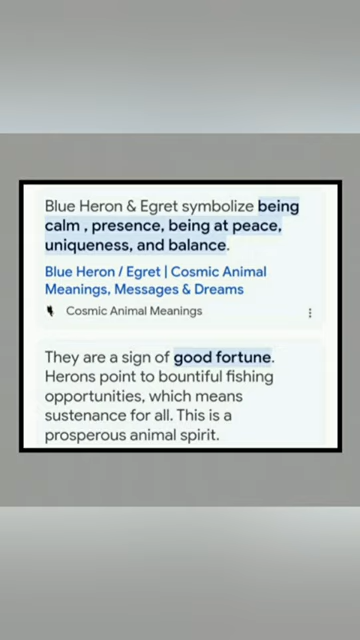 Blue Heron & Egret symbolize being
calm , presence, being at peace,
uniqueness, and balance.
Blue Heron / Egret | Cosmic Animal
Meanings, Messages & Dreams
Cosmic Animal Meanings
They are a sign of good fortune.
Herons point to bountiful fishing
opportunities, which means
sustenance for all. This is a
prosperous animal spirit.